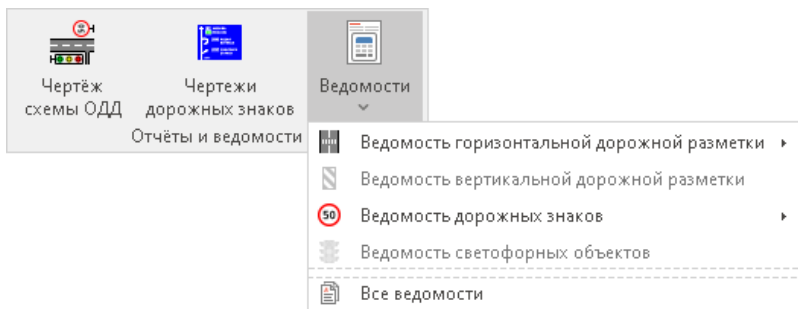 Чертёж
схемы ОДД
Чертежи
дорожных знаков
Ведомости
Отчёты и ведомости
Ведомость горизонтальной дорожной разметки
Ведомость вертикальной дорожной разметки
50 Ведомость дорожных знаков
Ведомость светофорных объектов
Все ведомости